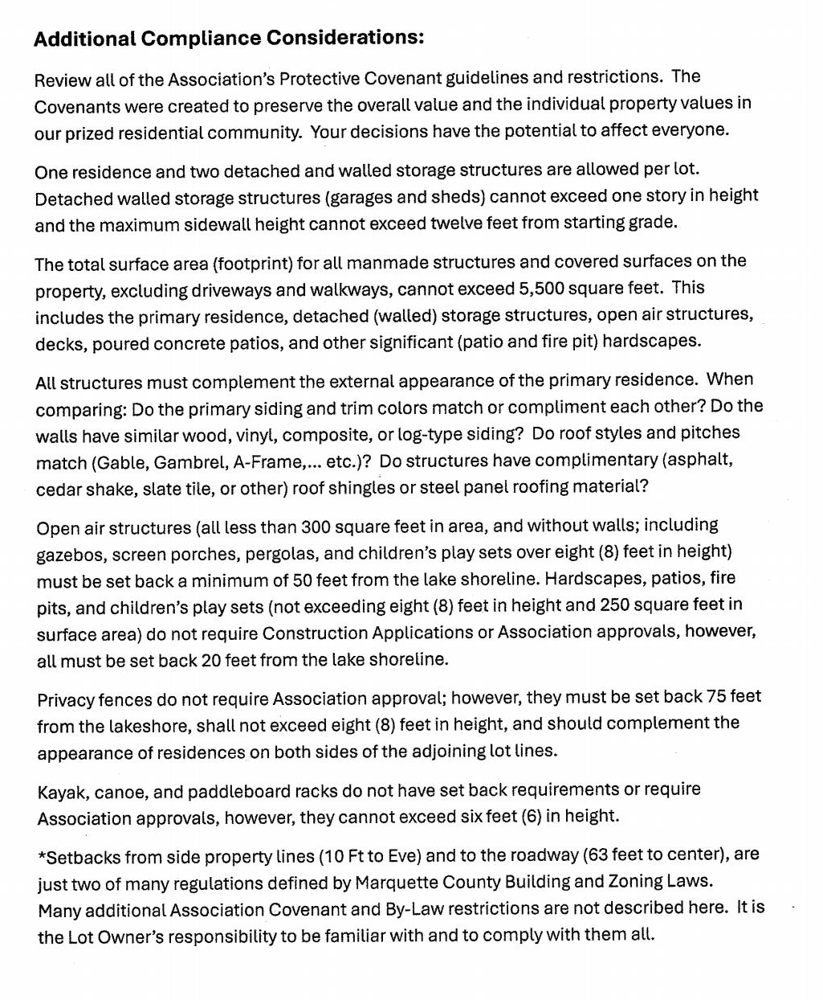 Additional Compliance Considerations:
Review all of the Association's Protective Covenant guidelines and restrictions. The
Covenants were created to preserve the overall value and the individual property values in
our prized residential community. Your decisions have the potential to affect everyone.
One residence and two detached and walled storage structures are allowed per lot.
Detached walled storage structures (garages and sheds) cannot exceed one story in height
and the maximum sidewall height cannot exceed twelve feet from starting grade.
The total surface area (footprint) for all manmade structures and covered surfaces on the
property, excluding driveways and walkways, cannot exceed 5,500 square feet. This
includes the primary residence, detached (walled) storage structures, open air structures,
decks, poured concrete patios, and other significant (patio and fire pit) hardscapes.
All structures must complement the external appearance of the primary residence. When
comparing: Do the primary siding and trim colors match or compliment each other? Do the
walls have similar wood, vinyl, composite, or log-type siding? Do roof styles and pitches
match (Gable, Gambrel, A-Frame,... etc.)? Do structures have complimentary (asphalt,
cedar shake, slate tile, or other) roof shingles or steel panel roofing material?
Open air structures (all less than 300 square feet in area, and without walls; including
gazebos, screen porches, pergolas, and children's play sets over eight (8) feet in height)
must be set back a minimum of 50 feet from the lake shoreline. Hardscapes, patios, fire
pits, and children's play sets (not exceeding eight (8) feet in height and 250 square feet in
surface area) do not require Construction Applications or Association approvals, however,
all must be set back 20 feet from the lake shoreline.
Privacy fences do not require Association approval; however, they must be set back 75 feet
from the lakeshore, shall not exceed eight (8) feet in height, and should complement the
appearance of residences on both sides of the adjoining lot lines.
Kayak, canoe, and paddleboard racks do not have set back requirements or require
Association approvals, however, they cannot exceed six feet (6) in height.
*Setbacks from side property lines (10 Ft to Eve) and to the roadway (63 feet to center), are
just two of many regulations defined by Marquette County Building and Zoning Laws.
Many additional Association Covenant and By-Law restrictions are not described here. It is
the Lot Owner's responsibility to be familiar with and to comply with them all.